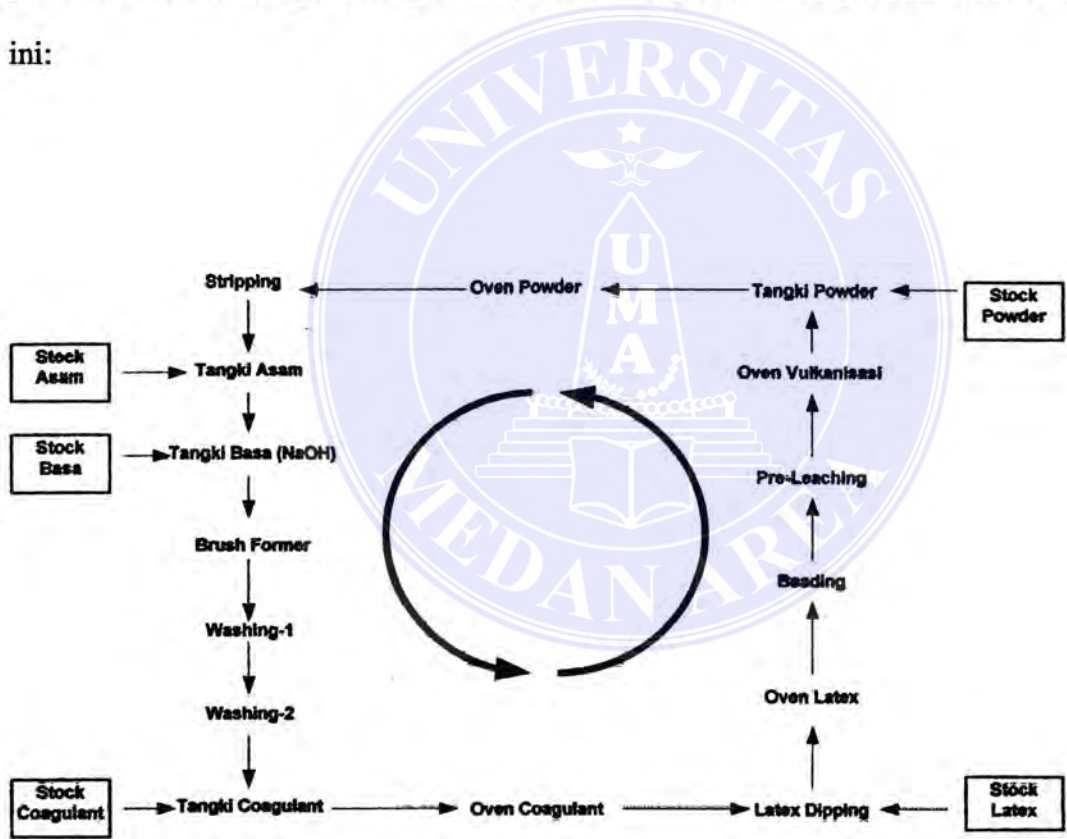 ini:
UNIVERSITAS
UMA
MEDAN AREA
Stripping
Oven Powder
Tangki Powder
Stock
Powder
Stock
Asam
Tangki Asam
Oven Vulkanisasi
Stock
Basa
Tangki Basa (NaOH)
Pre-Leaching
Brush Former
Beading
Washing-1
Oven Latex
Washing-2
Stock
Coagulant
Tangki Coagulant
Oven Coagulant
Latex Dipping
Stock
Latex